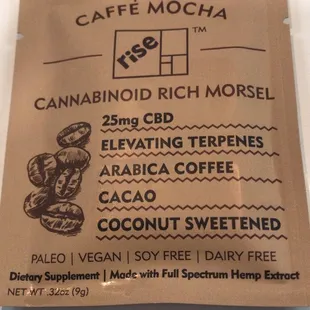 CAFFÉ MOCHA
rise
TM
CANNABINOID RICH MORSEL
25mg CBD
ELEVATING TERPENES
ARABICA COFFEE
CACAO
COCONUT SWEETENED
PALEO | VEGAN | SOY FREE | DAIRY FREE
Dietary Supplement | Made with Full Spectrum Hemp Extract
NET WT .32oz (9g)